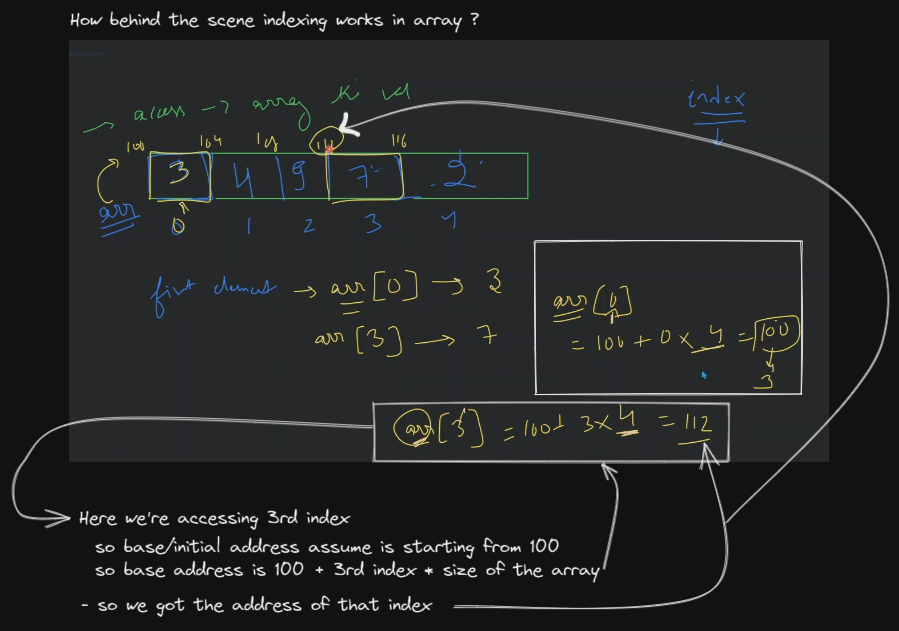 How behind the scene indexing works in array ?
→ acess → array ki val
index
100 104 108 112 116
3 4 9 7 2
arr
0 1 2 3 4
first element → arr[0] → 3
arr[3] → 7
arr[0]
= 100 + 0 × 4 = 100
3
arr[3] = 100 + 3 × 4 = 112
Here we're accessing 3rd index
so base/initial address assume is starting from 100
so base address is 100 + 3rd index * size of the array
- so we got the address of that index